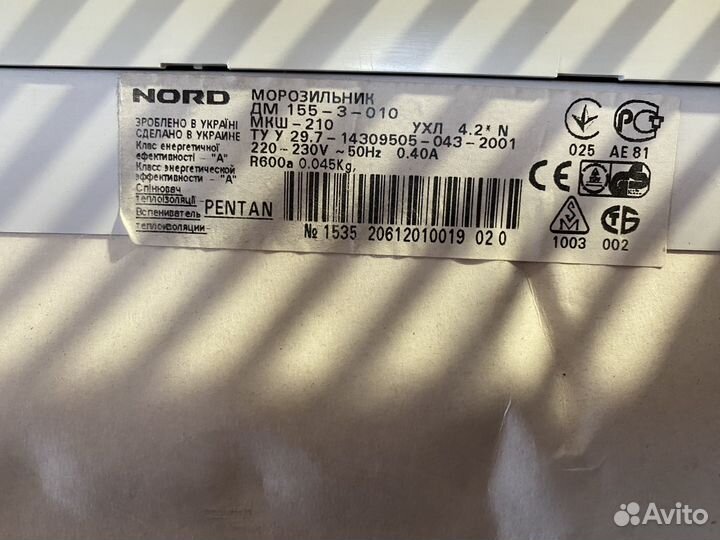 NORD
МОРОЗИЛЬНИК
ДМ 155-3-010
МКШ-210 УХЛ 4.2* N
ТУ У 29.7-14309505-043-2001
220-230V ~50Hz 0.40A
R600a 0.045Kg,
ЗРОБЛЕНО В УКРАЇНІ
СДЕЛАНО В УКРАИНЕ
Клас енергетичної
ефективності - "А"
Класс энергетической
эффективности - "А"
Спінювач
теплоізоляції
Вспениватель
теплоизоляции
PENTAN
№ 1535 20612010019 02 0
025 АЕ 81
1003 002
Avito